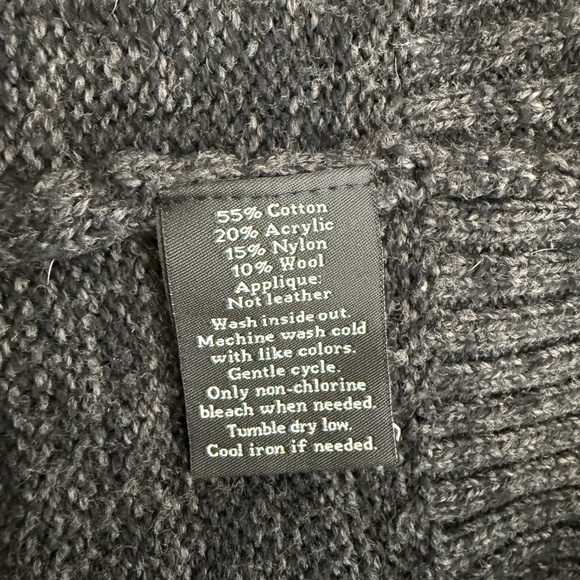 55% Cotton
20% Acrylic
15% Nylon
10% Wool
Applique:
Not leather
Wash inside out.
Machine wash cold
with like colors.
Gentle cycle.
Only non-chlorine
bleach when needed.
Tumble dry low.
Cool iron if needed.